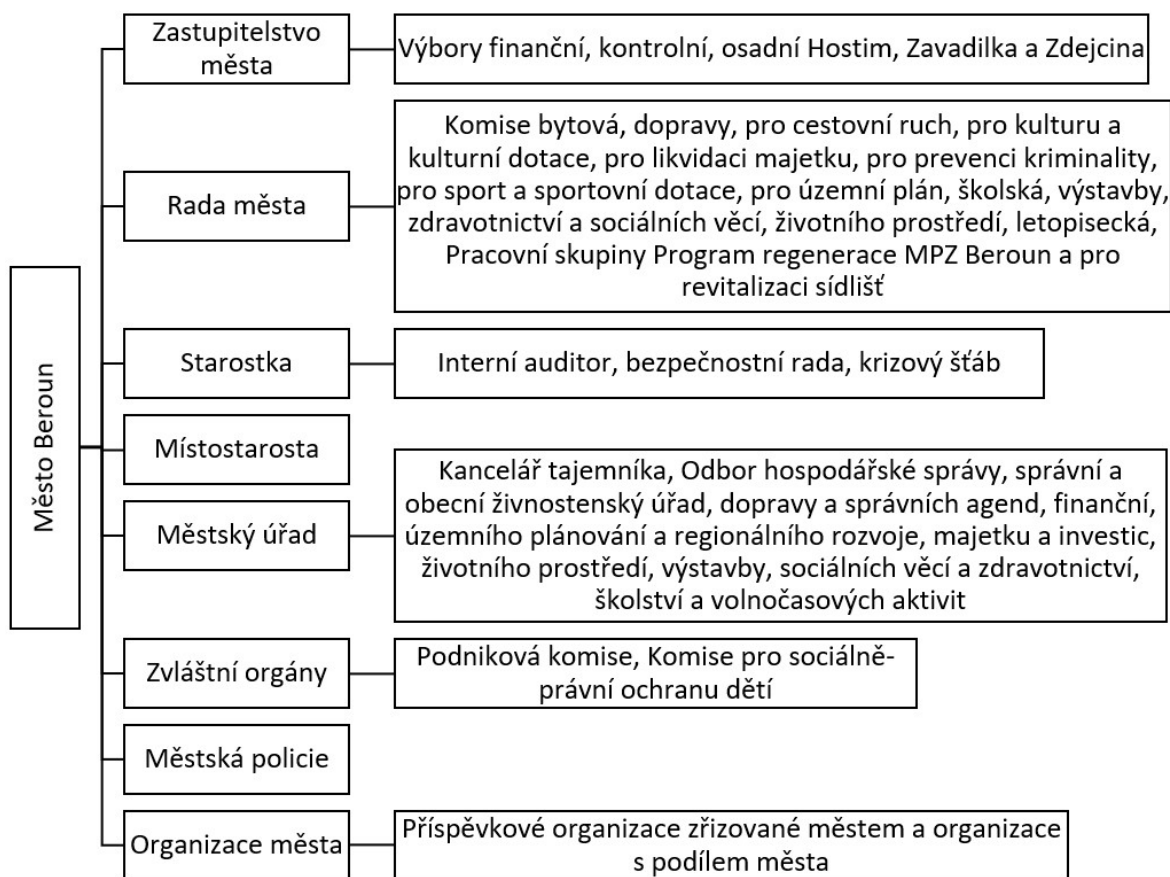 Město Beroun
Zastupitelstvo
města
Výbory finanční, kontrolní, osadní Hostim, Zavadilka a Zdejcina
Rada města
Komise bytová, dopravy, pro cestovní ruch, pro kulturu a
kulturní dotace, pro likvidaci majetku, pro prevenci kriminality,
pro sport a sportovní dotace, pro územní plán, školská, výstavby,
zdravotnictví a sociálních věcí, životního prostředí, letopisecká,
Pracovní skupiny Program regenerace MPZ Beroun a pro
revitalizaci sídlišť
Starostka
Interní auditor, bezpečnostní rada, krizový šťáb
Místostarosta
Městský úřad
Kancelář tajemníka, Odbor hospodářské správy, správní a
obecní živnostenský úřad, dopravy a správních agend, finanční,
územního plánování a regionálního rozvoje, majetku a investic,
životního prostředí, výstavby, sociálních věcí a zdravotnictví,
školství a volnočasových aktivit
Zvláštní orgány
Podniková komise, Komise pro sociálně-
právní ochranu dětí
Městská policie
Organizace města
Příspěvkové organizace zřizované městem a organizace
s podílem města